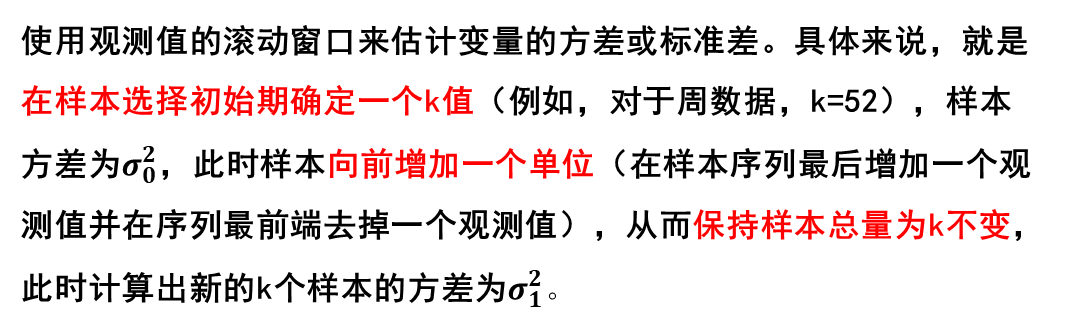 使用观测值的滚动窗口来估计变量的方差或标准差。具体来说，就是
在样本选择初始期确定一个k值（例如，对于周数据，k=52），样本
方差为σ₀²，此时样本向前增加一个单位（在样本序列最后增加一个观
测值并在序列最前端去掉一个观测值），从而保持样本总量为k不变，
此时计算出新的k个样本的方差为σ₁²。